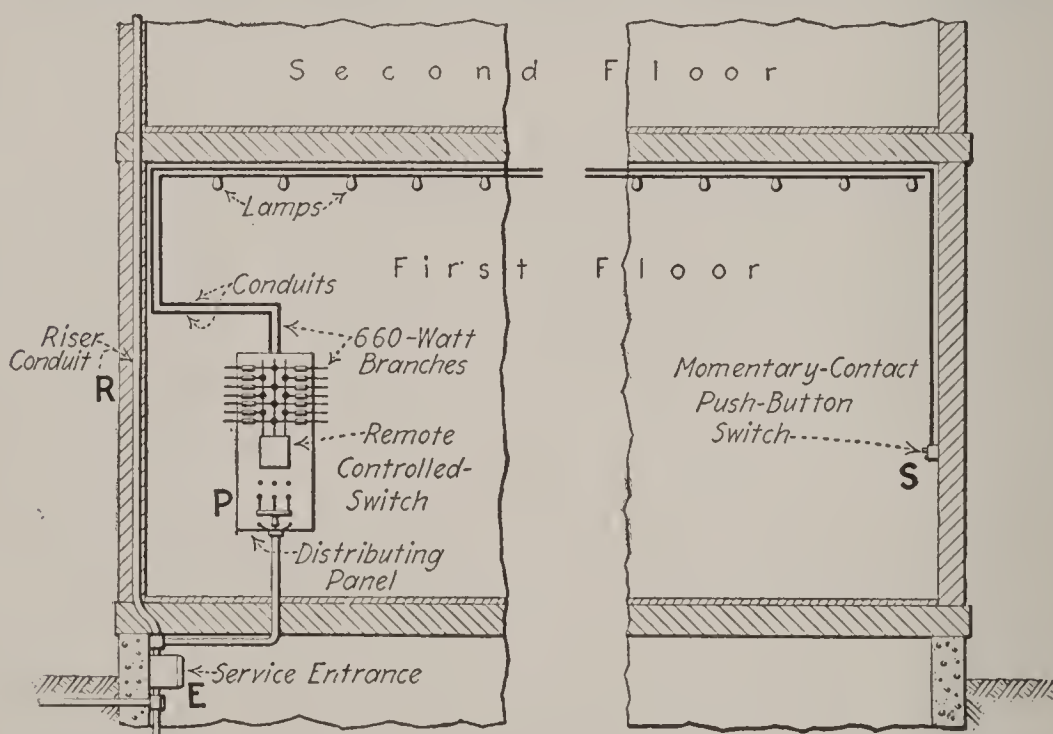 Second Floor
Lamps
First Floor
Conduits
Riser
Conduit
R
660-Watt
Branches
Momentary-Contact
Push-Button
Switch
S
Remote
Controlled-
Switch
P
Distributing
Panel
Service Entrance
E